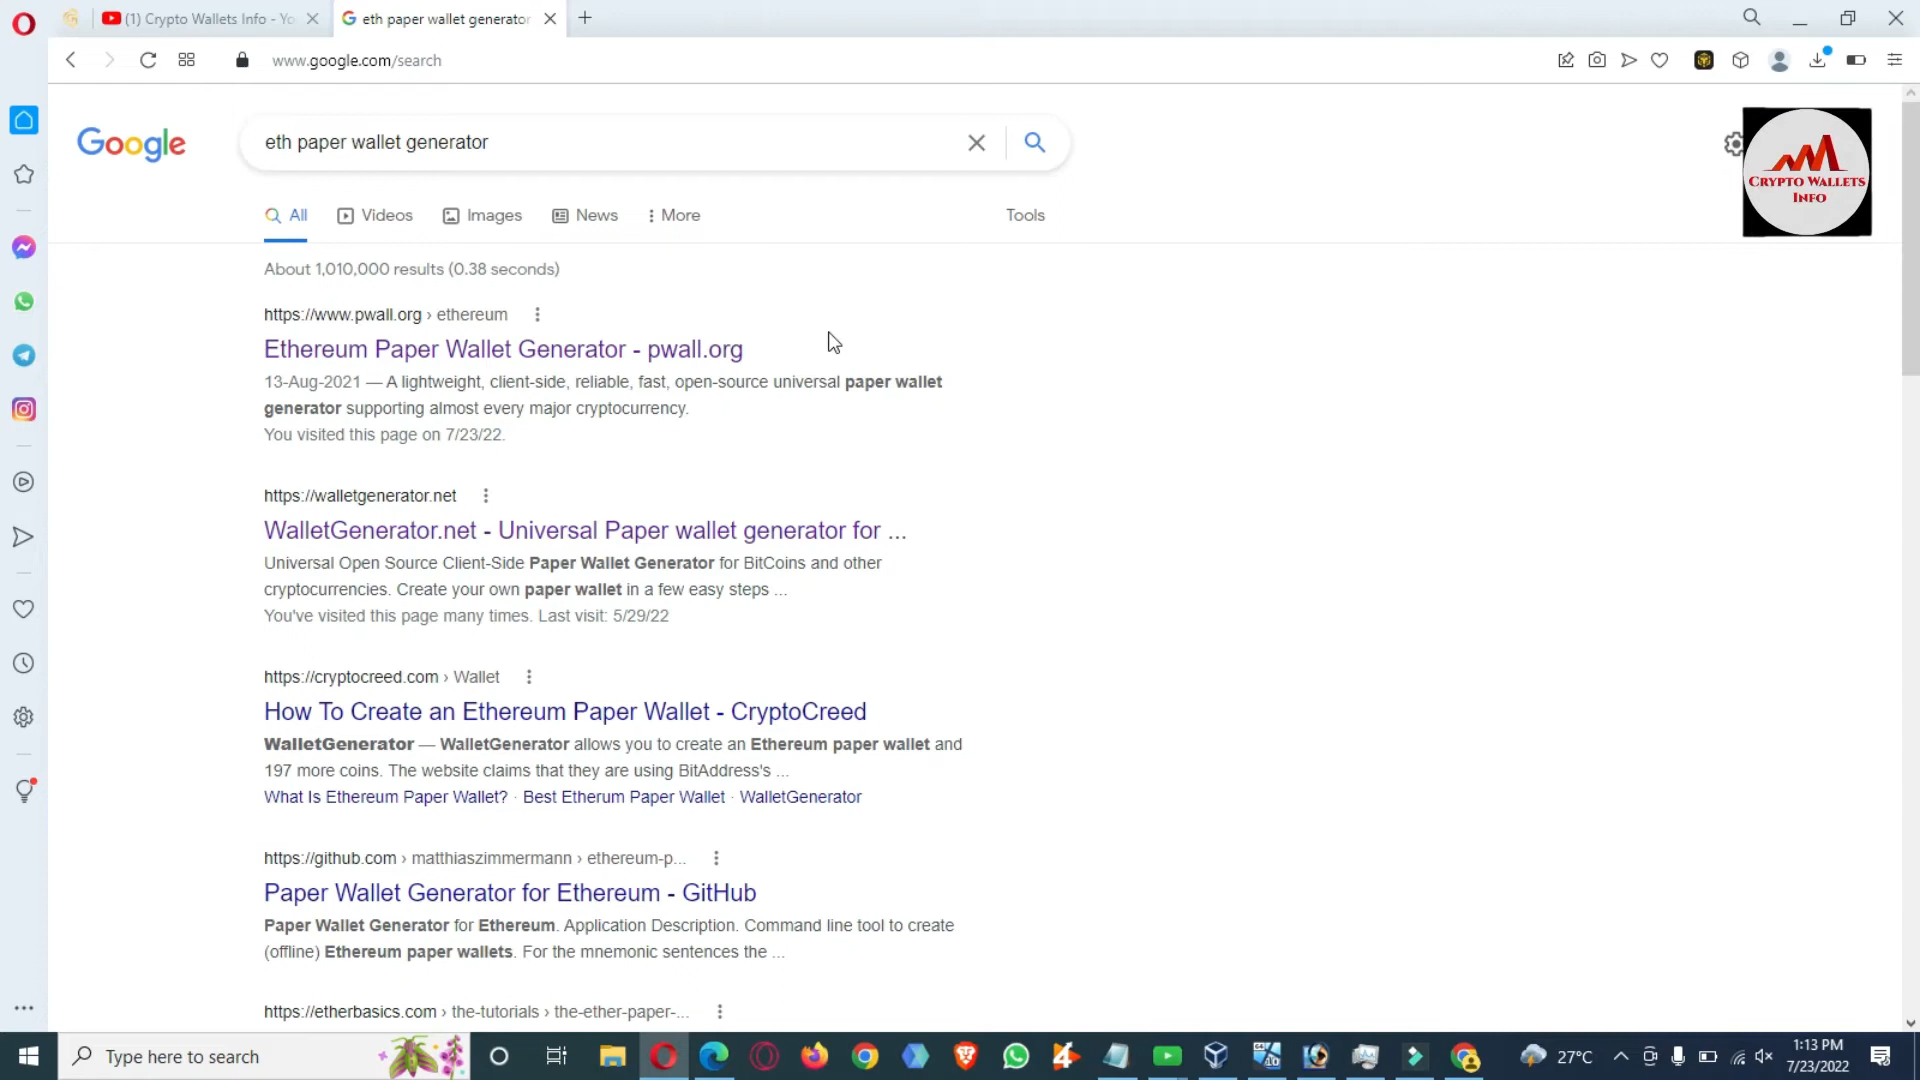 (1) Crypto Wallets Info - Yo
eth paper wallet generator
www.google.com/search
Google
eth paper wallet generator
CRYPTO WALLETS
INFO
All
Videos
Images
News
More
Tools
About 1,010,000 results (0.38 seconds)
https://www.pwall.org › ethereum
Ethereum Paper Wallet Generator - pwall.org
13-Aug-2021 — A lightweight, client-side, reliable, fast, open-source universal paper wallet
generator supporting almost every major cryptocurrency.
You visited this page on 7/23/22.
https://walletgenerator.net
WalletGenerator.net - Universal Paper wallet generator for ...
Universal Open Source Client-Side Paper Wallet Generator for BitCoins and other
cryptocurrencies. Create your own paper wallet in a few easy steps ...
You've visited this page many times. Last visit: 5/29/22
https://cryptocreed.com › Wallet
How To Create an Ethereum Paper Wallet - CryptoCreed
WalletGenerator — WalletGenerator allows you to create an Ethereum paper wallet and
197 more coins. The website claims that they are using BitAddress's ...
What Is Ethereum Paper Wallet? · Best Etherum Paper Wallet · WalletGenerator
https://github.com › matthiaszimmermann › ethereum-p...
Paper Wallet Generator for Ethereum - GitHub
Paper Wallet Generator for Ethereum. Application Description. Command line tool to create
(offline) Ethereum paper wallets. For the mnemonic sentences the ...
https://etherbasics.com › the-tutorials › the-ether-paper-...
Type here to search
27°C
1:13 PM
7/23/2022